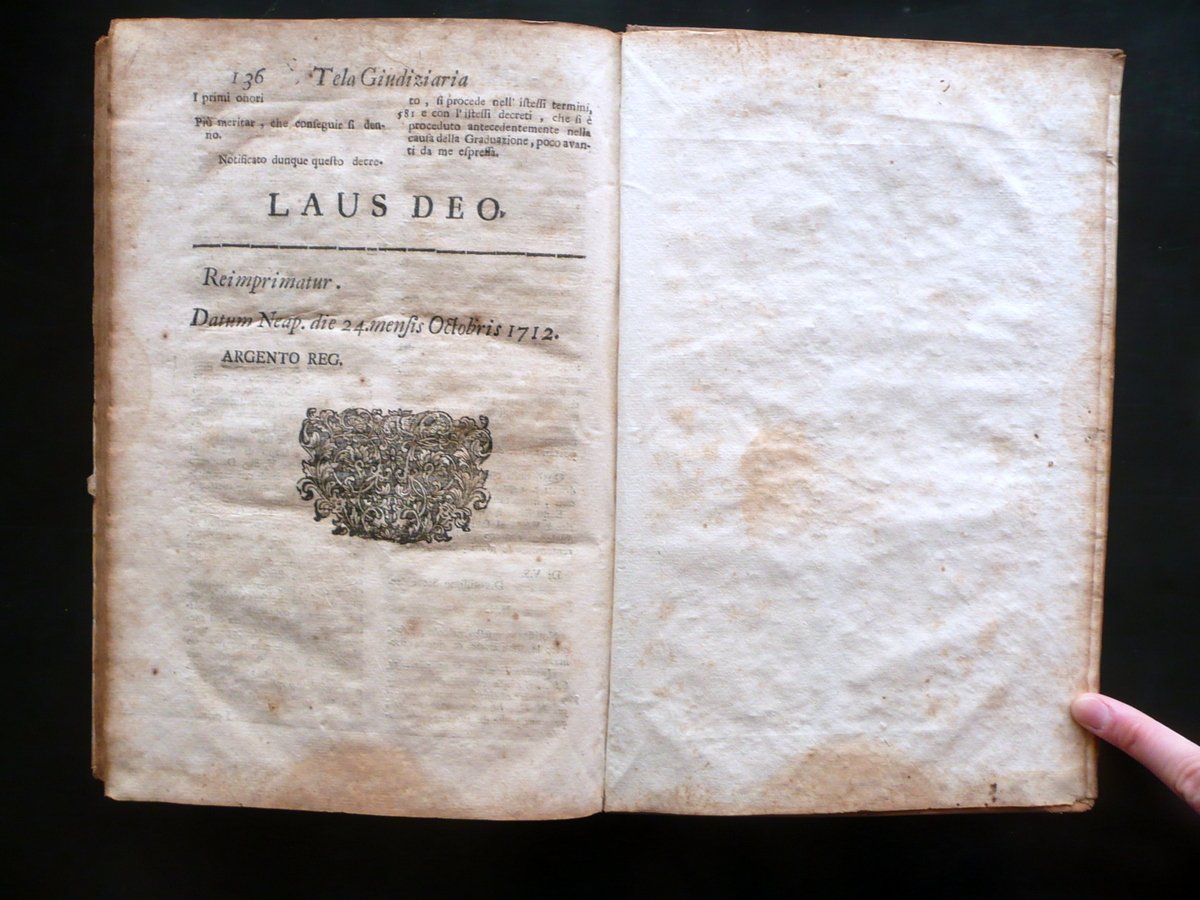 136 Tela Giudiziaria
I primi onori
Più meritar , che conseguir si den-
no.
Notificato dunque questo decre-
to , si procede nell' istessi termini,
581 e con l'istessi decreti , che si è
proceduto antecedentemente nella
causa della Graduazione, poco avan-
ti da me espressa.
LAUS DEO.
Reimprimatur.
Datum Neap. die 24. mensis Octobris 1712.
ARGENTO REG.